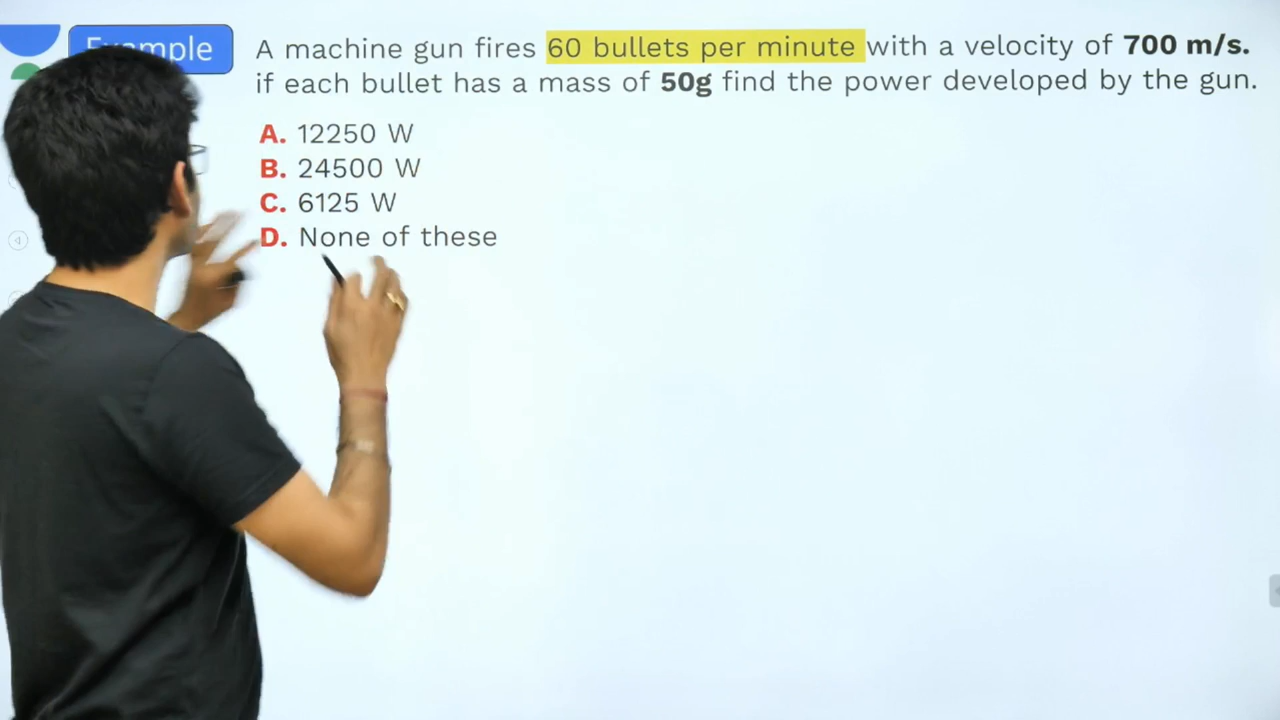 Example
A machine gun fires 60 bullets per minute with a velocity of 700 m/s.
if each bullet has a mass of 50g find the power developed by the gun.
A. 12250 W
B. 24500 W
C. 6125 W
D. None of these